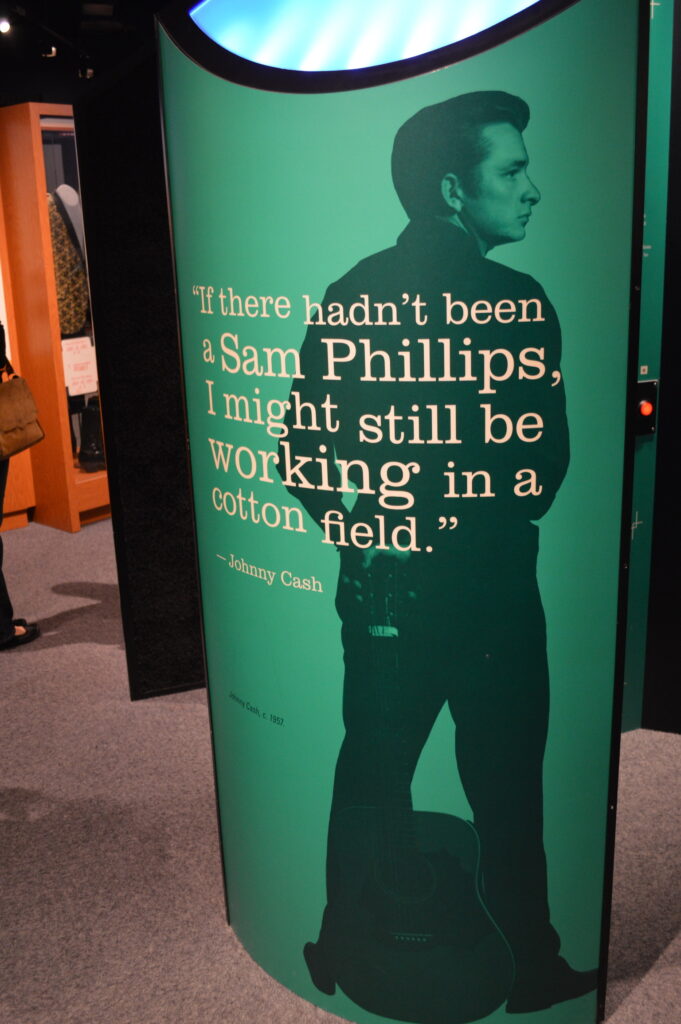 “If there hadn’t been
a Sam Phillips,
I might still be
working in a
cotton field.”
— Johnny Cash
Johnny Cash, c. 1957.